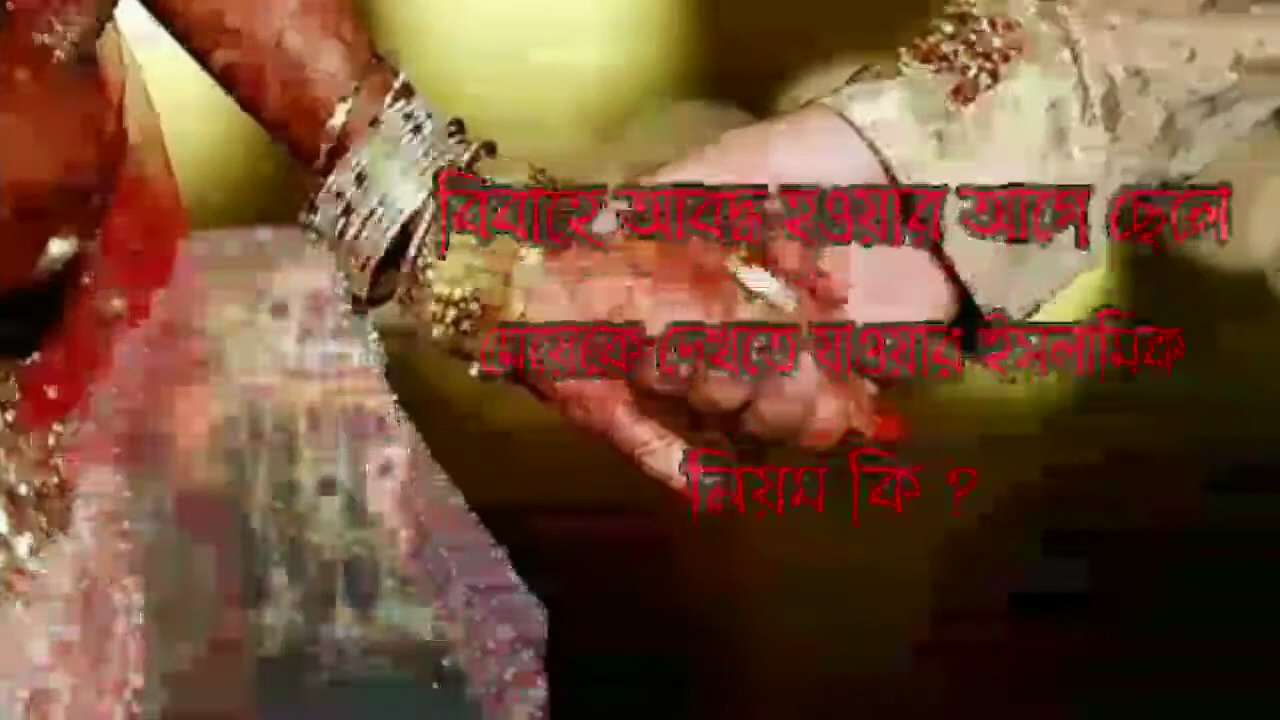 বিবাহে আবদ্ধ হওয়ার আগে ছেলে
মেয়েকে দেখতে যাওয়ার ইসলামিক
নিয়ম কি ?